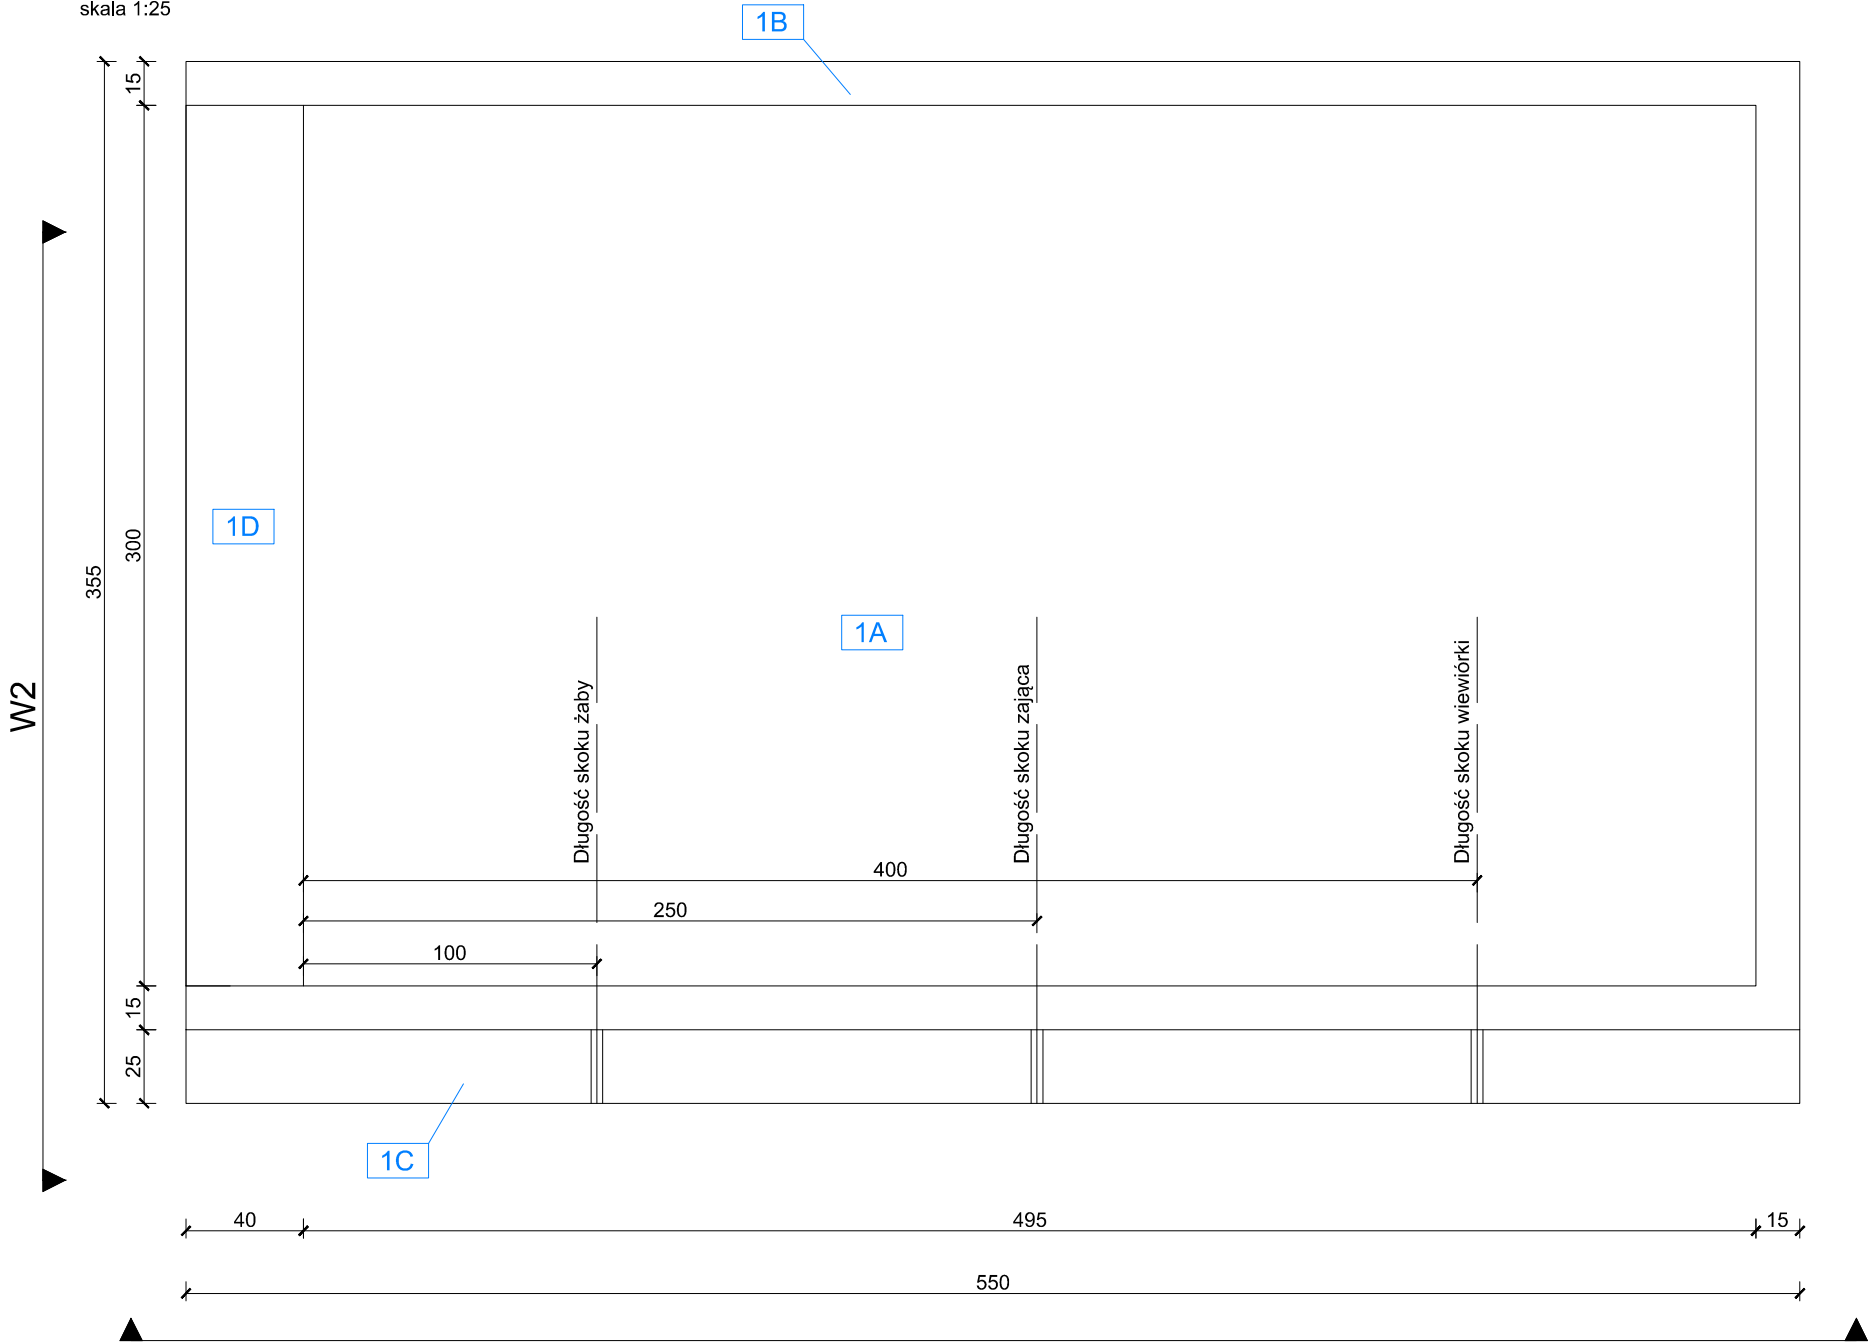 skala 1:25
1B
15
1D
300
355
1A
W2
Długość skoku żaby
Długość skoku zająca
Długość skoku wiewiórki
400
250
100
15
25
1C
40
495
15
550